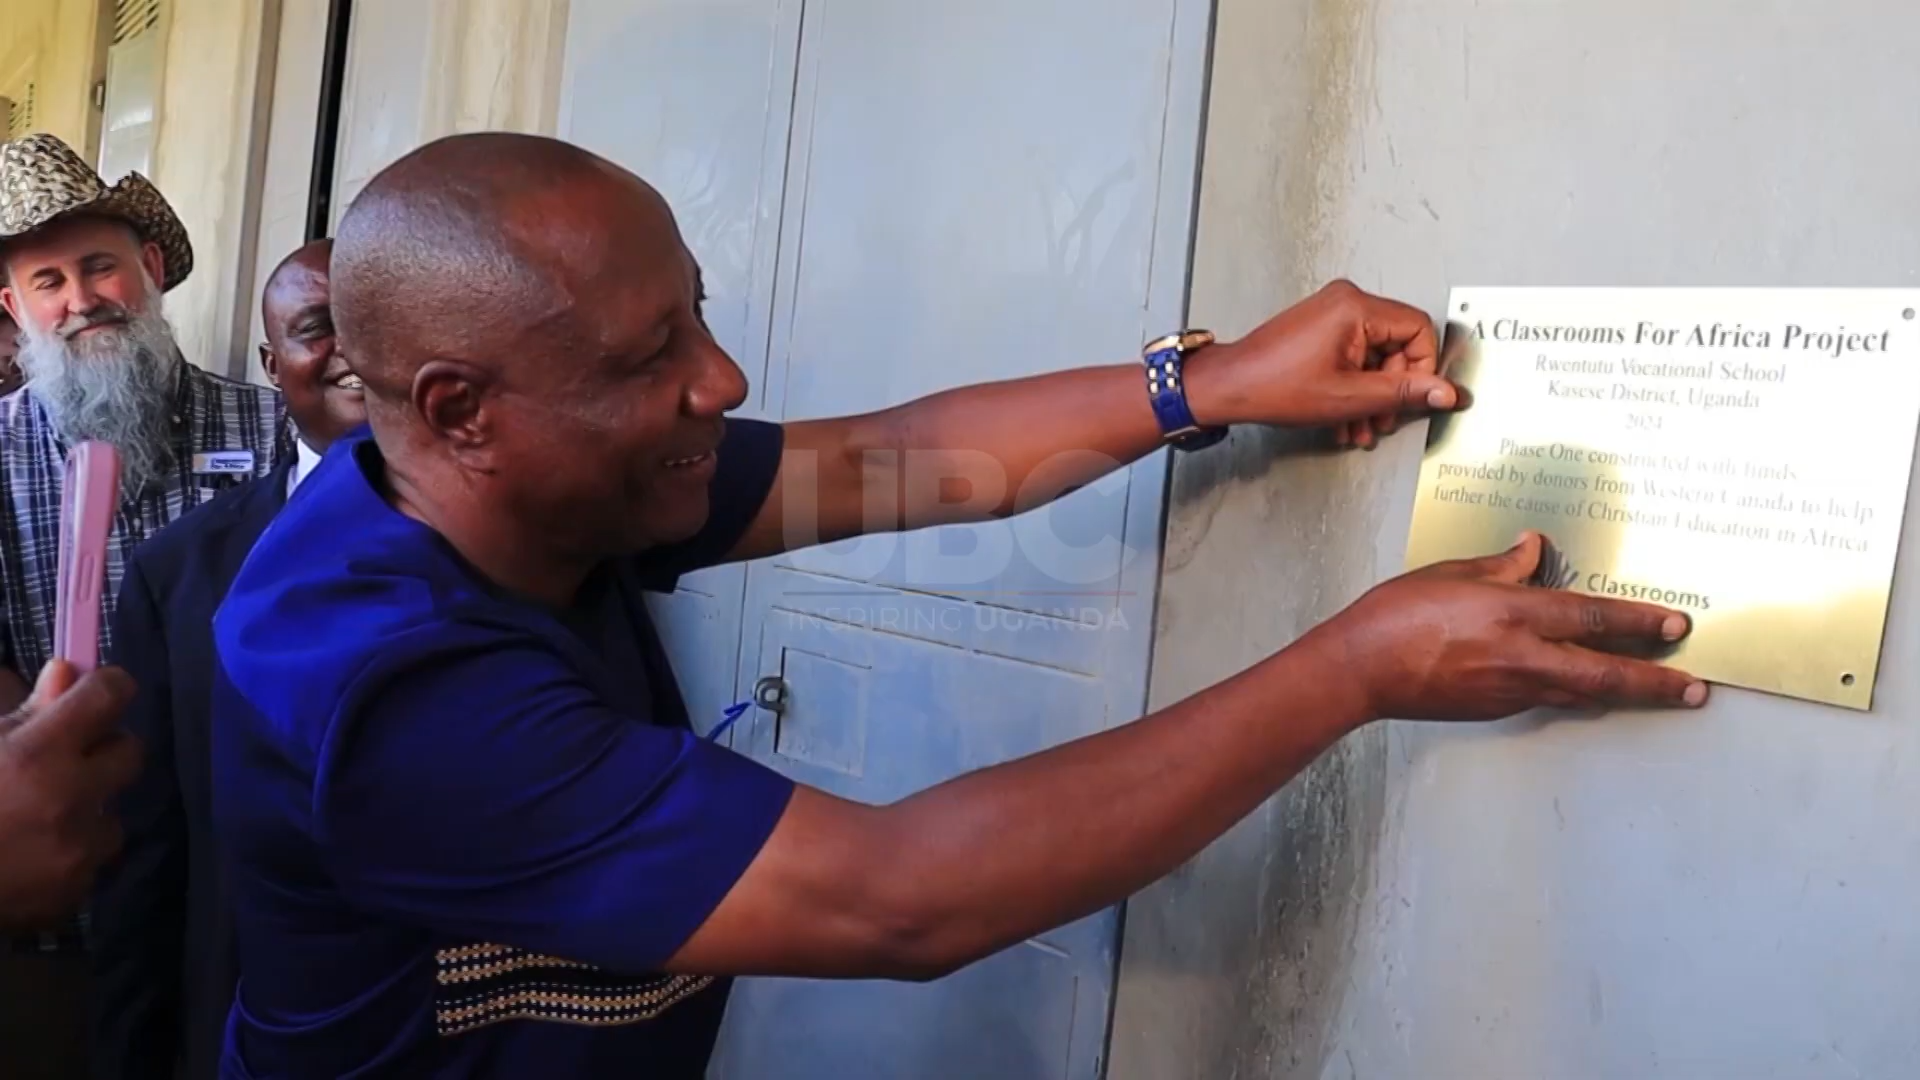 A Classrooms For Africa Project
Rwentutu Vocational School
Kasese District, Uganda
2024
Phase One constructed with funds
provided by donors from Western Canada to help
further the cause of Christian Education in Africa
Classrooms
UBC
INSPIRING UGANDA